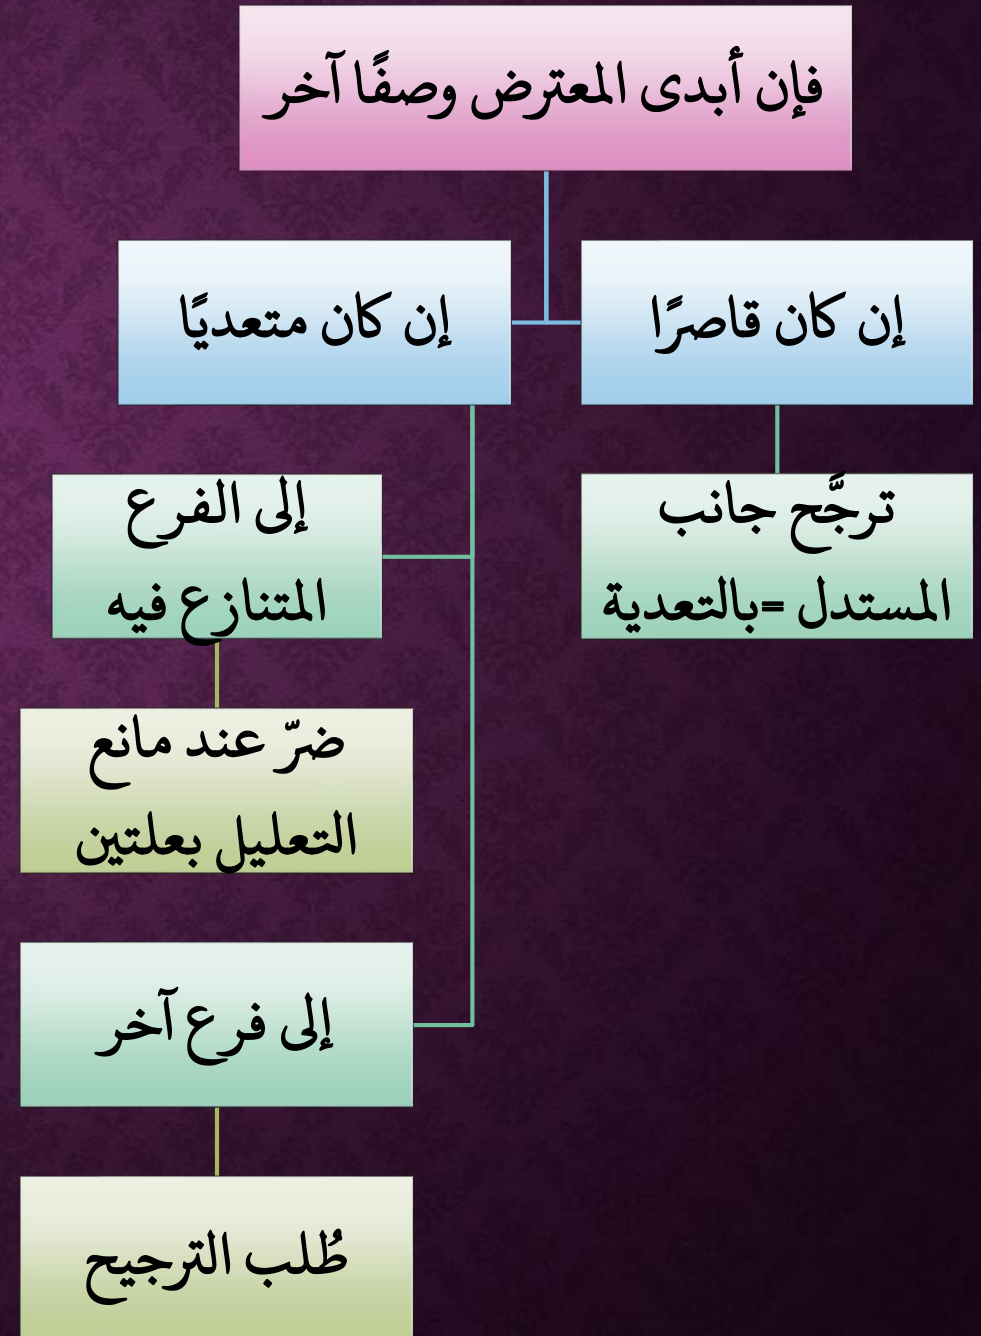 فإن أبدى المعترض وصفًا آخر
إن كان قاصرًا
إن كان متعديًا
ترجَّح جانب
المستدل =بالتعدية
إلى الفرع
المتنازع فيه
ضرّ عند مانع
التعليل بعلتين
إلى فرع آخر
طُلب الترجيح